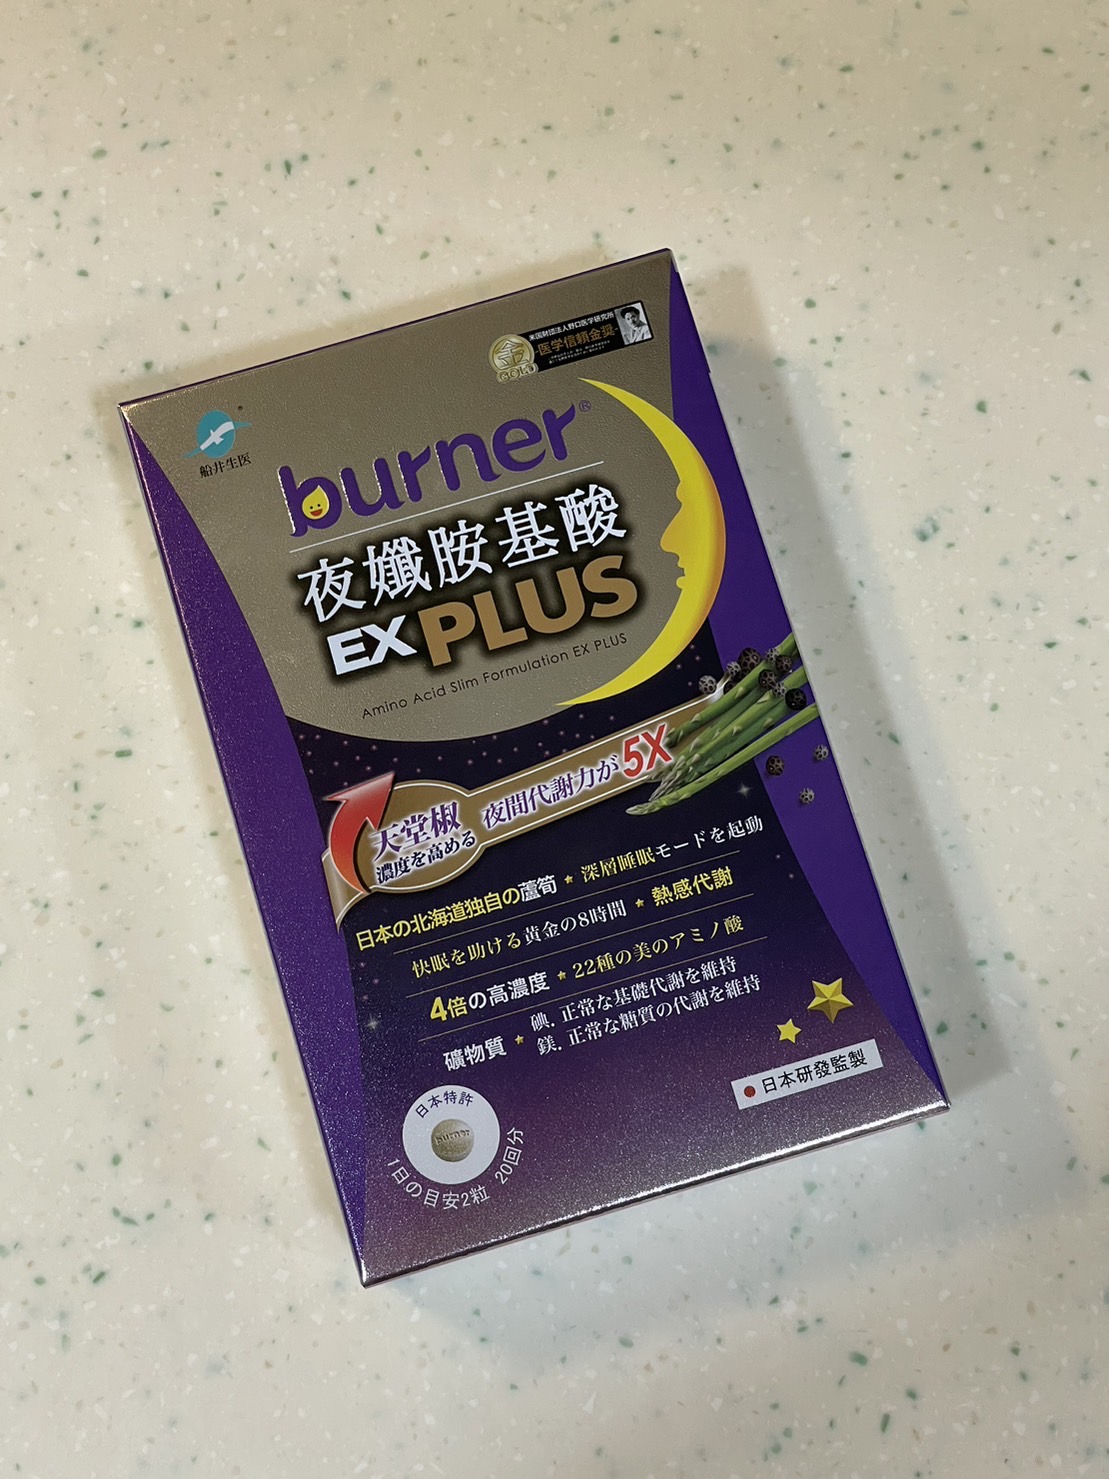 米国財団法人野口医学研究所
医学信頼金奨
金
GOLD
船井生医
burner®
夜孅胺基酸
EX PLUS
Amino Acid Slim Formulation EX PLUS
天堂椒
濃度を高める
夜間代謝力が5X
日本の北海道独自の蘆筍 ★ 深層睡眠モードを起動
快眠を助ける黄金の8時間 ★ 熱感代謝
4倍の高濃度 ★ 22種の美のアミノ酸
礦物質 ★
碘. 正常な基礎代謝を維持
鎂. 正常な糖質の代謝を維持
日本研發監製
日本特許
burner
1日の目安2粒 20回分